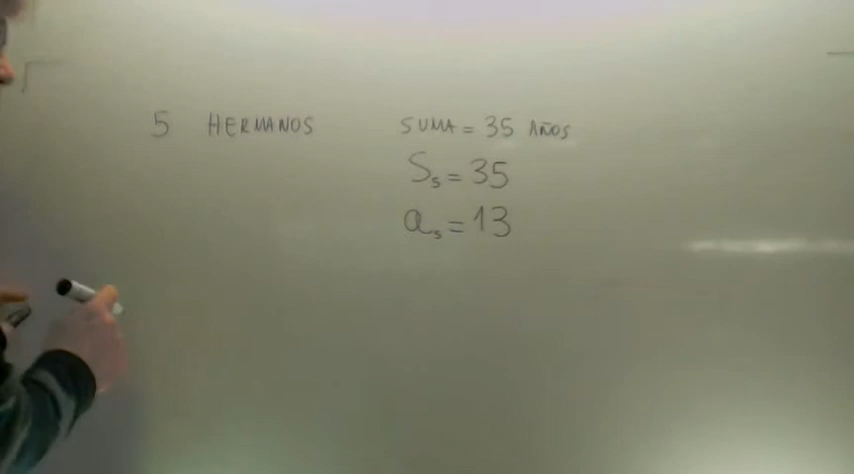 5 HERMANOS SUMA = 35 AÑOS
S₅ = 35
a₅ = 13